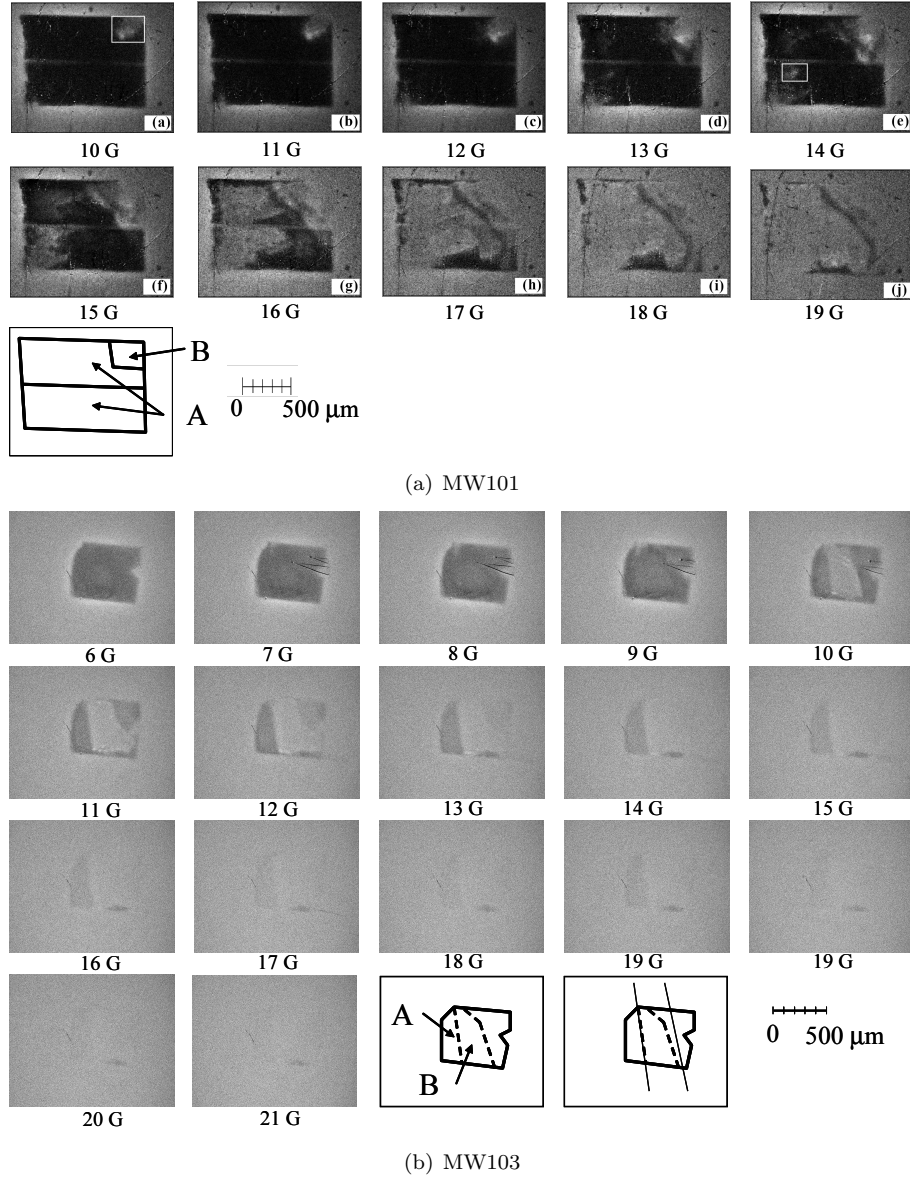 (a) (b) (c) (d) (e)
10 G 11 G 12 G 13 G 14 G
(f) (g) (h) (i) (j)
15 G 16 G 17 G 18 G 19 G
B
A
0 500 μm
(a) MW101
6 G 7 G 8 G 9 G 10 G
11 G 12 G 13 G 14 G 15 G
16 G 17 G 18 G 19 G 19 G
A
B
0 500 μm
20 G 21 G
(b) MW103